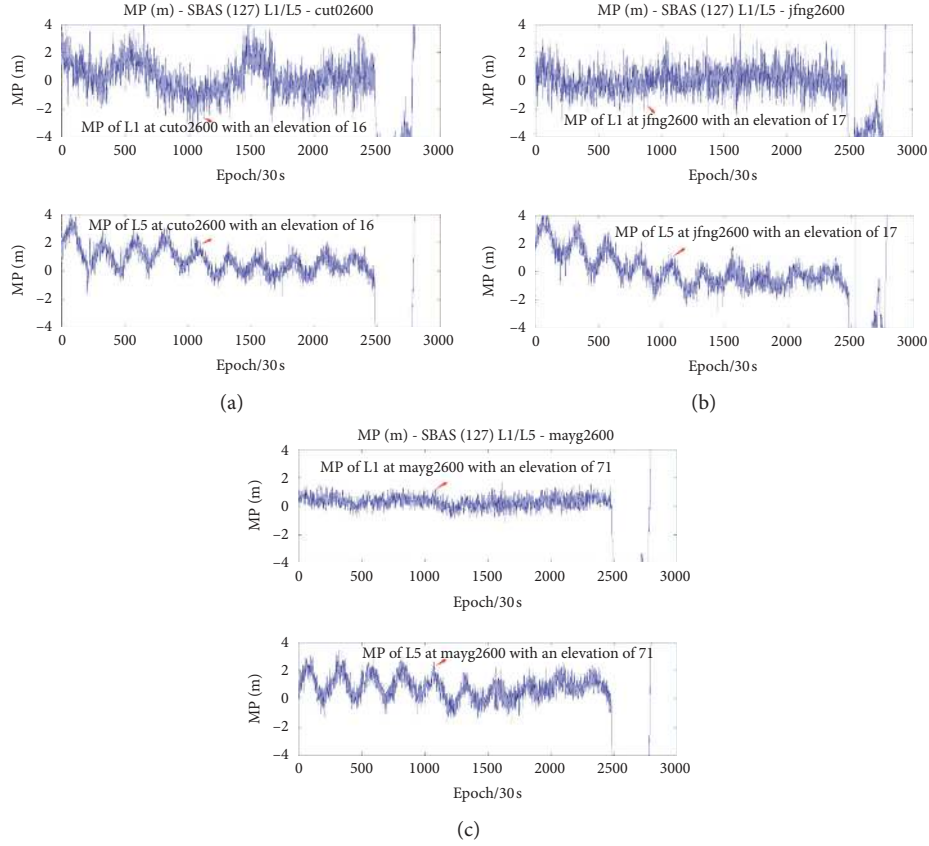 MP (m) - SBAS (127) L1/L5 - cut02600
4
2
0
−2
−4
MP (m)
MP of L1 at cuto2600 with an elevation of 16
0 500 1000 1500 2000 2500 3000
Epoch/30 s
4
2
0
−2
−4
MP (m)
MP of L5 at cuto2600 with an elevation of 16
0 500 1000 1500 2000 2500 3000
Epoch/30 s
(a)
MP (m) - SBAS (127) L1/L5 - jfng2600
4
2
0
−2
−4
MP (m)
MP of L1 at jfng2600 with an elevation of 17
0 500 1000 1500 2000 2500 3000
Epoch/30 s
4
2
0
−2
−4
MP (m)
MP of L5 at jfng2600 with an elevation of 17
0 500 1000 1500 2000 2500 3000
Epoch/30 s
(b)
MP (m) - SBAS (127) L1/L5 - mayg2600
4
2
0
−2
−4
MP (m)
MP of L1 at mayg2600 with an elevation of 71
0 500 1000 1500 2000 2500 3000
Epoch/30 s
4
2
0
−2
−4
MP (m)
MP of L5 at mayg2600 with an elevation of 71
0 500 1000 1500 2000 2500 3000
Epoch/30 s
(c)